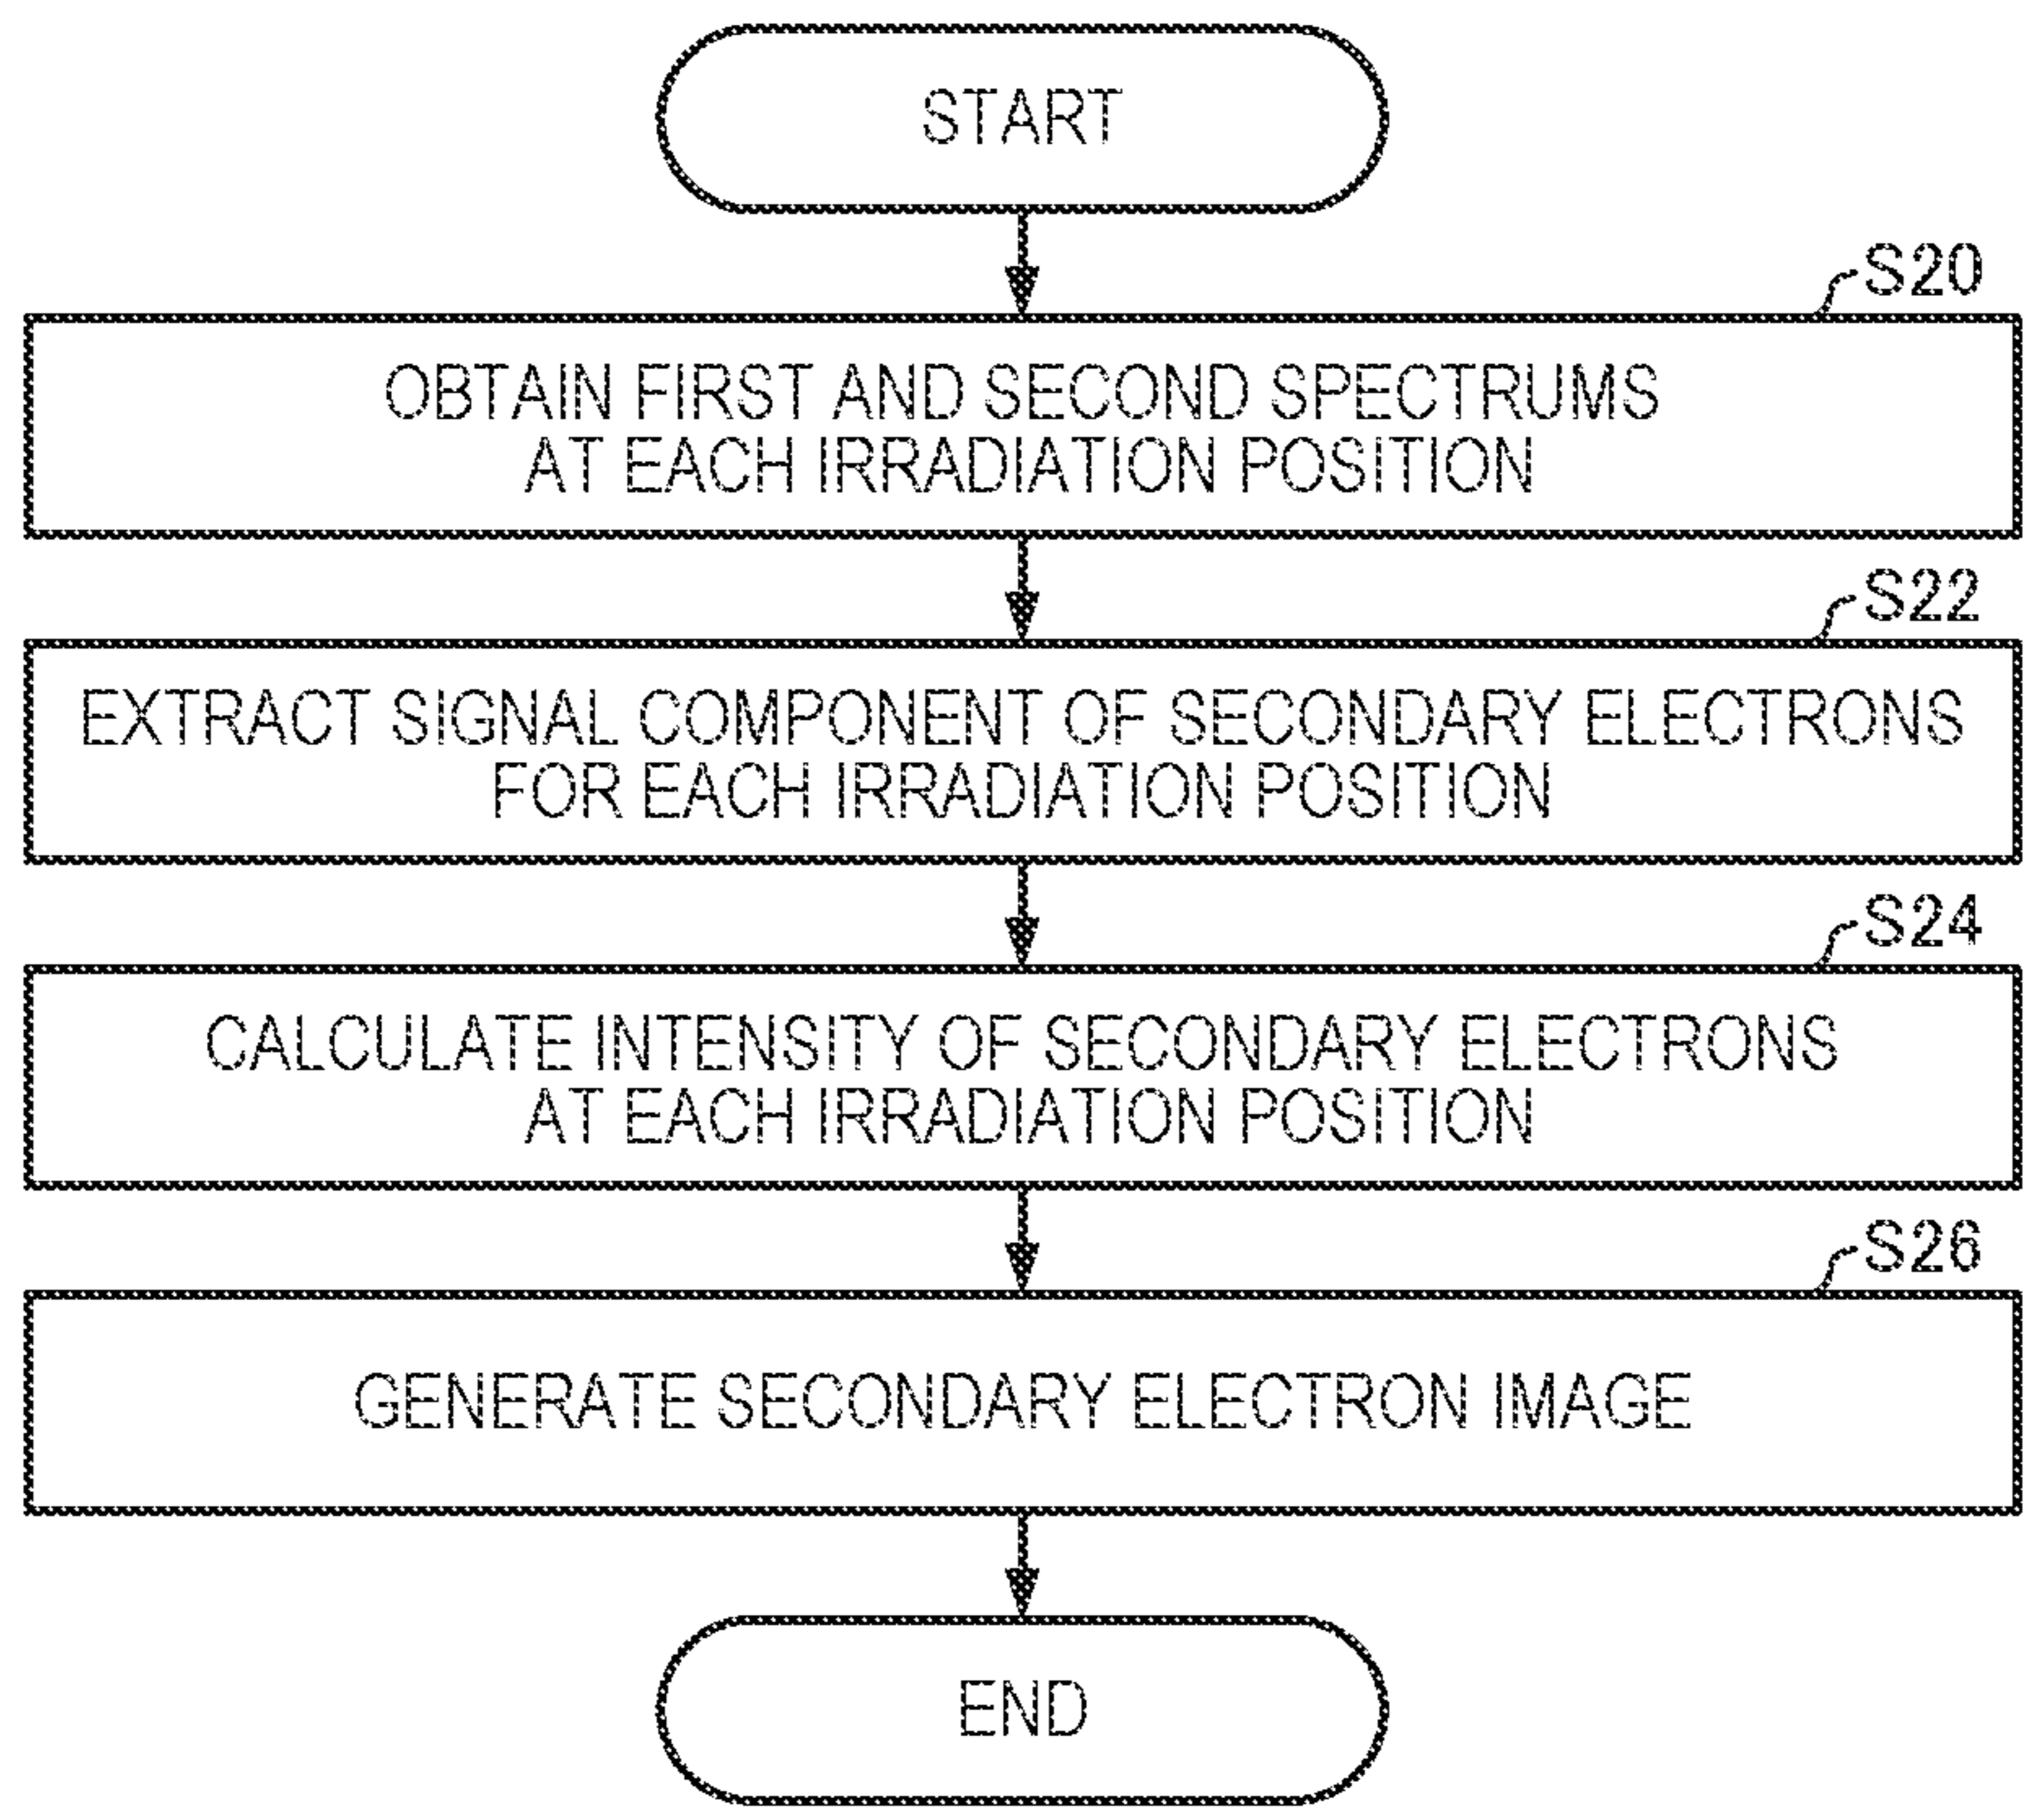 START
S20
OBTAIN FIRST AND SECOND SPECTRUMS
AT EACH IRRADIATION POSITION
S22
EXTRACT SIGNAL COMPONENT OF SECONDARY ELECTRONS
FOR EACH IRRADIATION POSITION
S24
CALCULATE INTENSITY OF SECONDARY ELECTRONS
AT EACH IRRADIATION POSITION
S26
GENERATE SECONDARY ELECTRON IMAGE
END